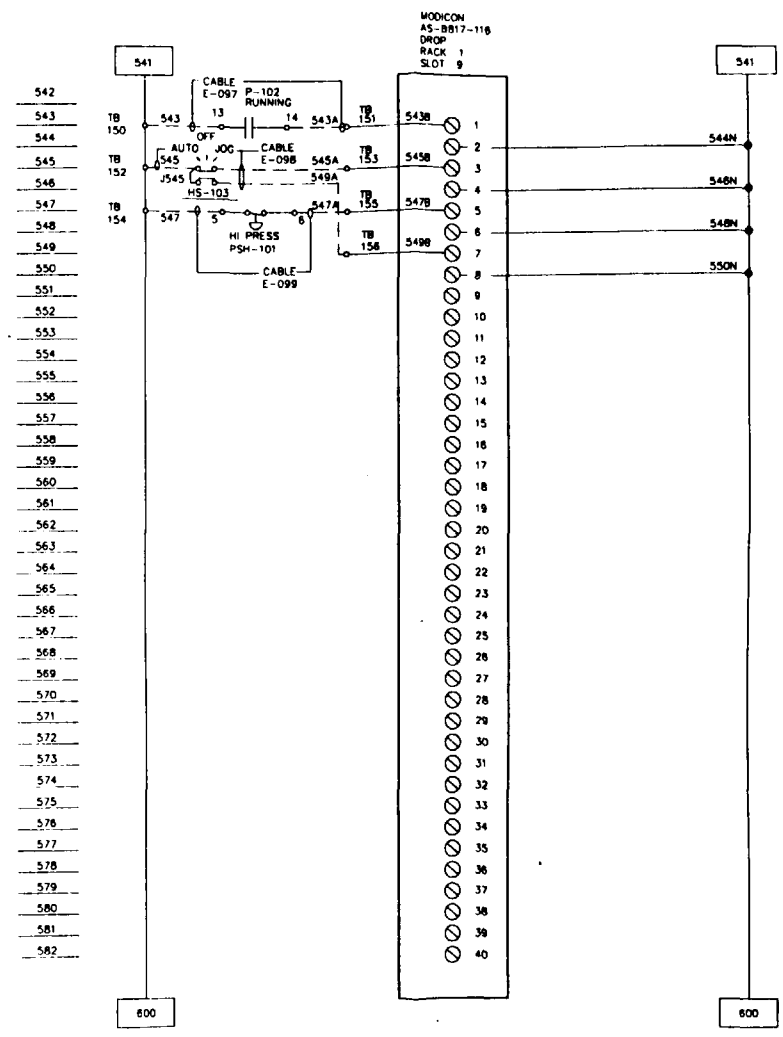 MODICON
AS-B817-116
DROP
RACK 1
SLOT 9
541
541
542
CABLE
E-097
P-102
RUNNING
543
TB
150
543
13
14
543A
TB
151
543B
1
544
OFF
2
544N
AUTO
JOG
CABLE
E-098
545
TB
152
545
545A
TB
153
545B
3
546
J545
549A
4
546N
HS-103
547
TB
154
547
5
6
547A
TB
155
547B
5
548
HI PRESS
PSH-101
6
548N
549
TB
156
549B
7
550
CABLE
E-099
8
550N
551
9
552
10
553
11
554
12
555
13
556
14
557
15
558
16
559
17
560
18
561
19
562
20
563
21
564
22
565
23
566
24
567
25
568
26
569
27
570
28
571
29
572
30
573
31
574
32
575
33
576
34
577
35
578
36
579
37
580
38
581
39
582
40
600
600